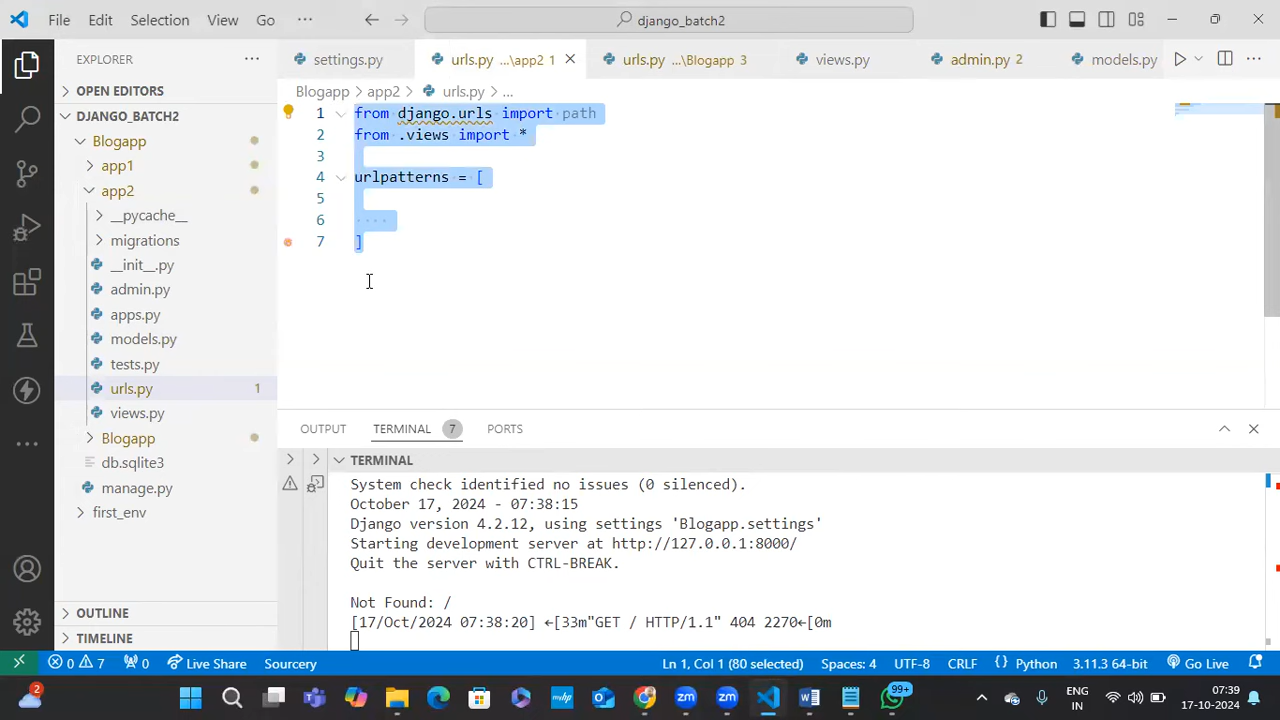 File Edit Selection View Go ··· django_batch2
EXPLORER ··· settings.py urls.py ...\app2 1 urls.py ...\Blogapp 3 views.py admin.py 2 models.py
OPEN EDITORS
Blogapp > app2 > urls.py > ...
DJANGO_BATCH2
Blogapp
app1
app2
__pycache__
migrations
__init__.py
admin.py
apps.py
models.py
tests.py
urls.py 1
views.py
Blogapp
db.sqlite3
manage.py
first_env
OUTLINE
TIMELINE
1 from django.urls import path
2 from .views import *
3
4 urlpatterns = [
5
6 ····
7 ]
OUTPUT TERMINAL 7 PORTS
TERMINAL
System check identified no issues (0 silenced).
October 17, 2024 - 07:38:15
Django version 4.2.12, using settings 'Blogapp.settings'
Starting development server at http://127.0.0.1:8000/
Quit the server with CTRL-BREAK.
Not Found: /
[17/Oct/2024 07:38:20] ←[33m"GET / HTTP/1.1" 404 2270←[0m
0 7 0 Live Share Sourcery Ln 1, Col 1 (80 selected) Spaces: 4 UTF-8 CRLF Python 3.11.3 64-bit Go Live
2 myhp zm zm 99+ ENG IN 07:39 17-10-2024